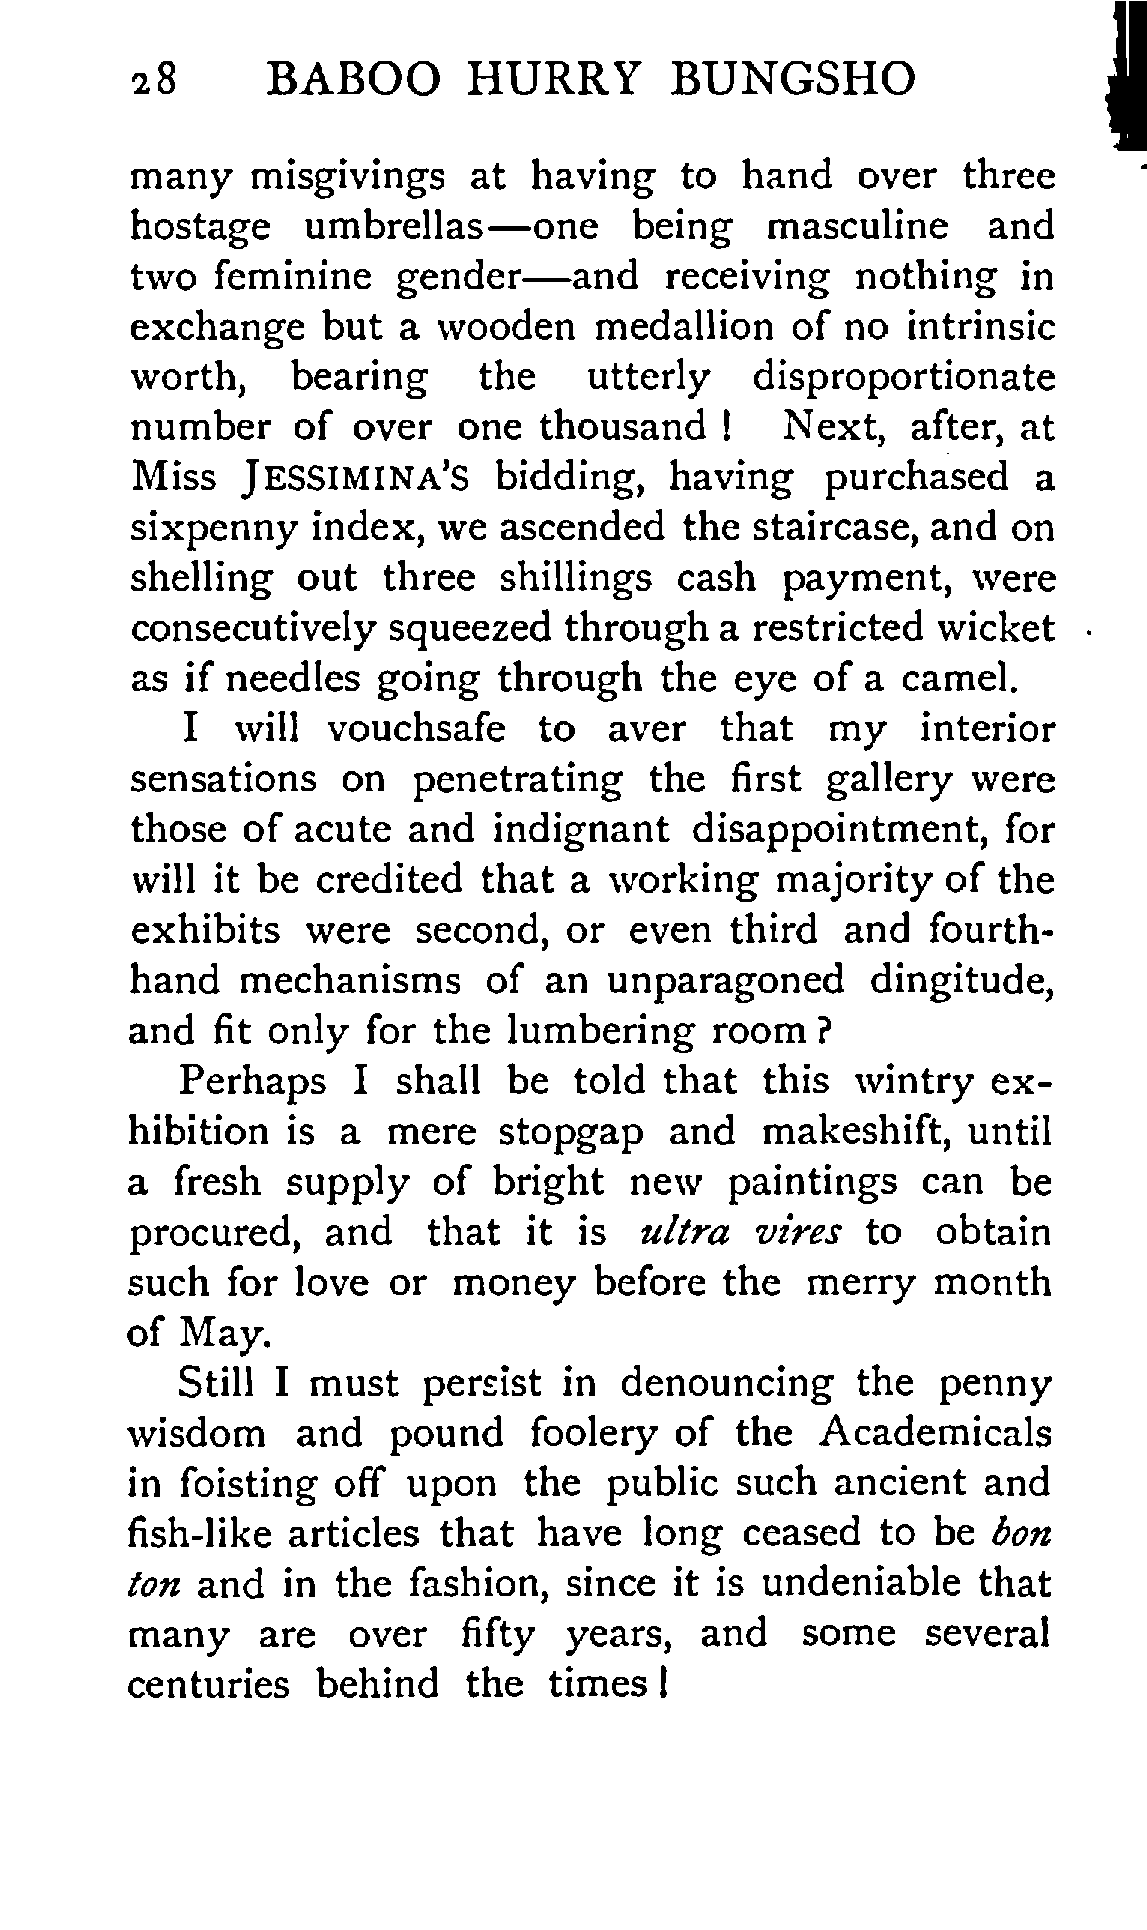 28 BABOO HURRY BUNGSHO
many misgivings at having to hand over three
hostage umbrellas—one being masculine and
two feminine gender—and receiving nothing in
exchange but a wooden medallion of no intrinsic
worth, bearing the utterly disproportionate
number of over one thousand ! Next, after, at
Miss JESSIMINA'S bidding, having purchased a
sixpenny index, we ascended the staircase, and on
shelling out three shillings cash payment, were
consecutively squeezed through a restricted wicket
as if needles going through the eye of a camel.
I will vouchsafe to aver that my interior
sensations on penetrating the first gallery were
those of acute and indignant disappointment, for
will it be credited that a working majority of the
exhibits were second, or even third and fourth-
hand mechanisms of an unparagoned dingitude,
and fit only for the lumbering room ?
Perhaps I shall be told that this wintry ex-
hibition is a mere stopgap and makeshift, until
a fresh supply of bright new paintings can be
procured, and that it is ultra vires to obtain
such for love or money before the merry month
of May.
Still I must persist in denouncing the penny
wisdom and pound foolery of the Academicals
in foisting off upon the public such ancient and
fish-like articles that have long ceased to be bon
ton and in the fashion, since it is undeniable that
many are over fifty years, and some several
centuries behind the times !